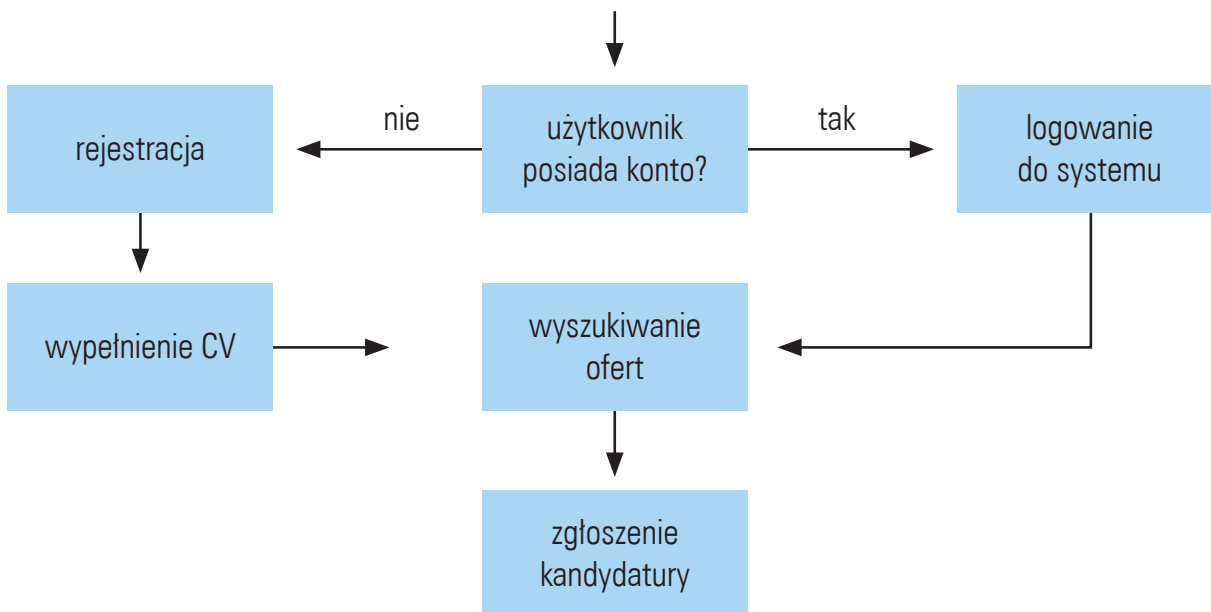 rejestracja
nie
użytkownik
posiada konto?
tak
logowanie
do systemu
wypełnienie CV
wyszukiwanie
ofert
zgłoszenie
kandydatury